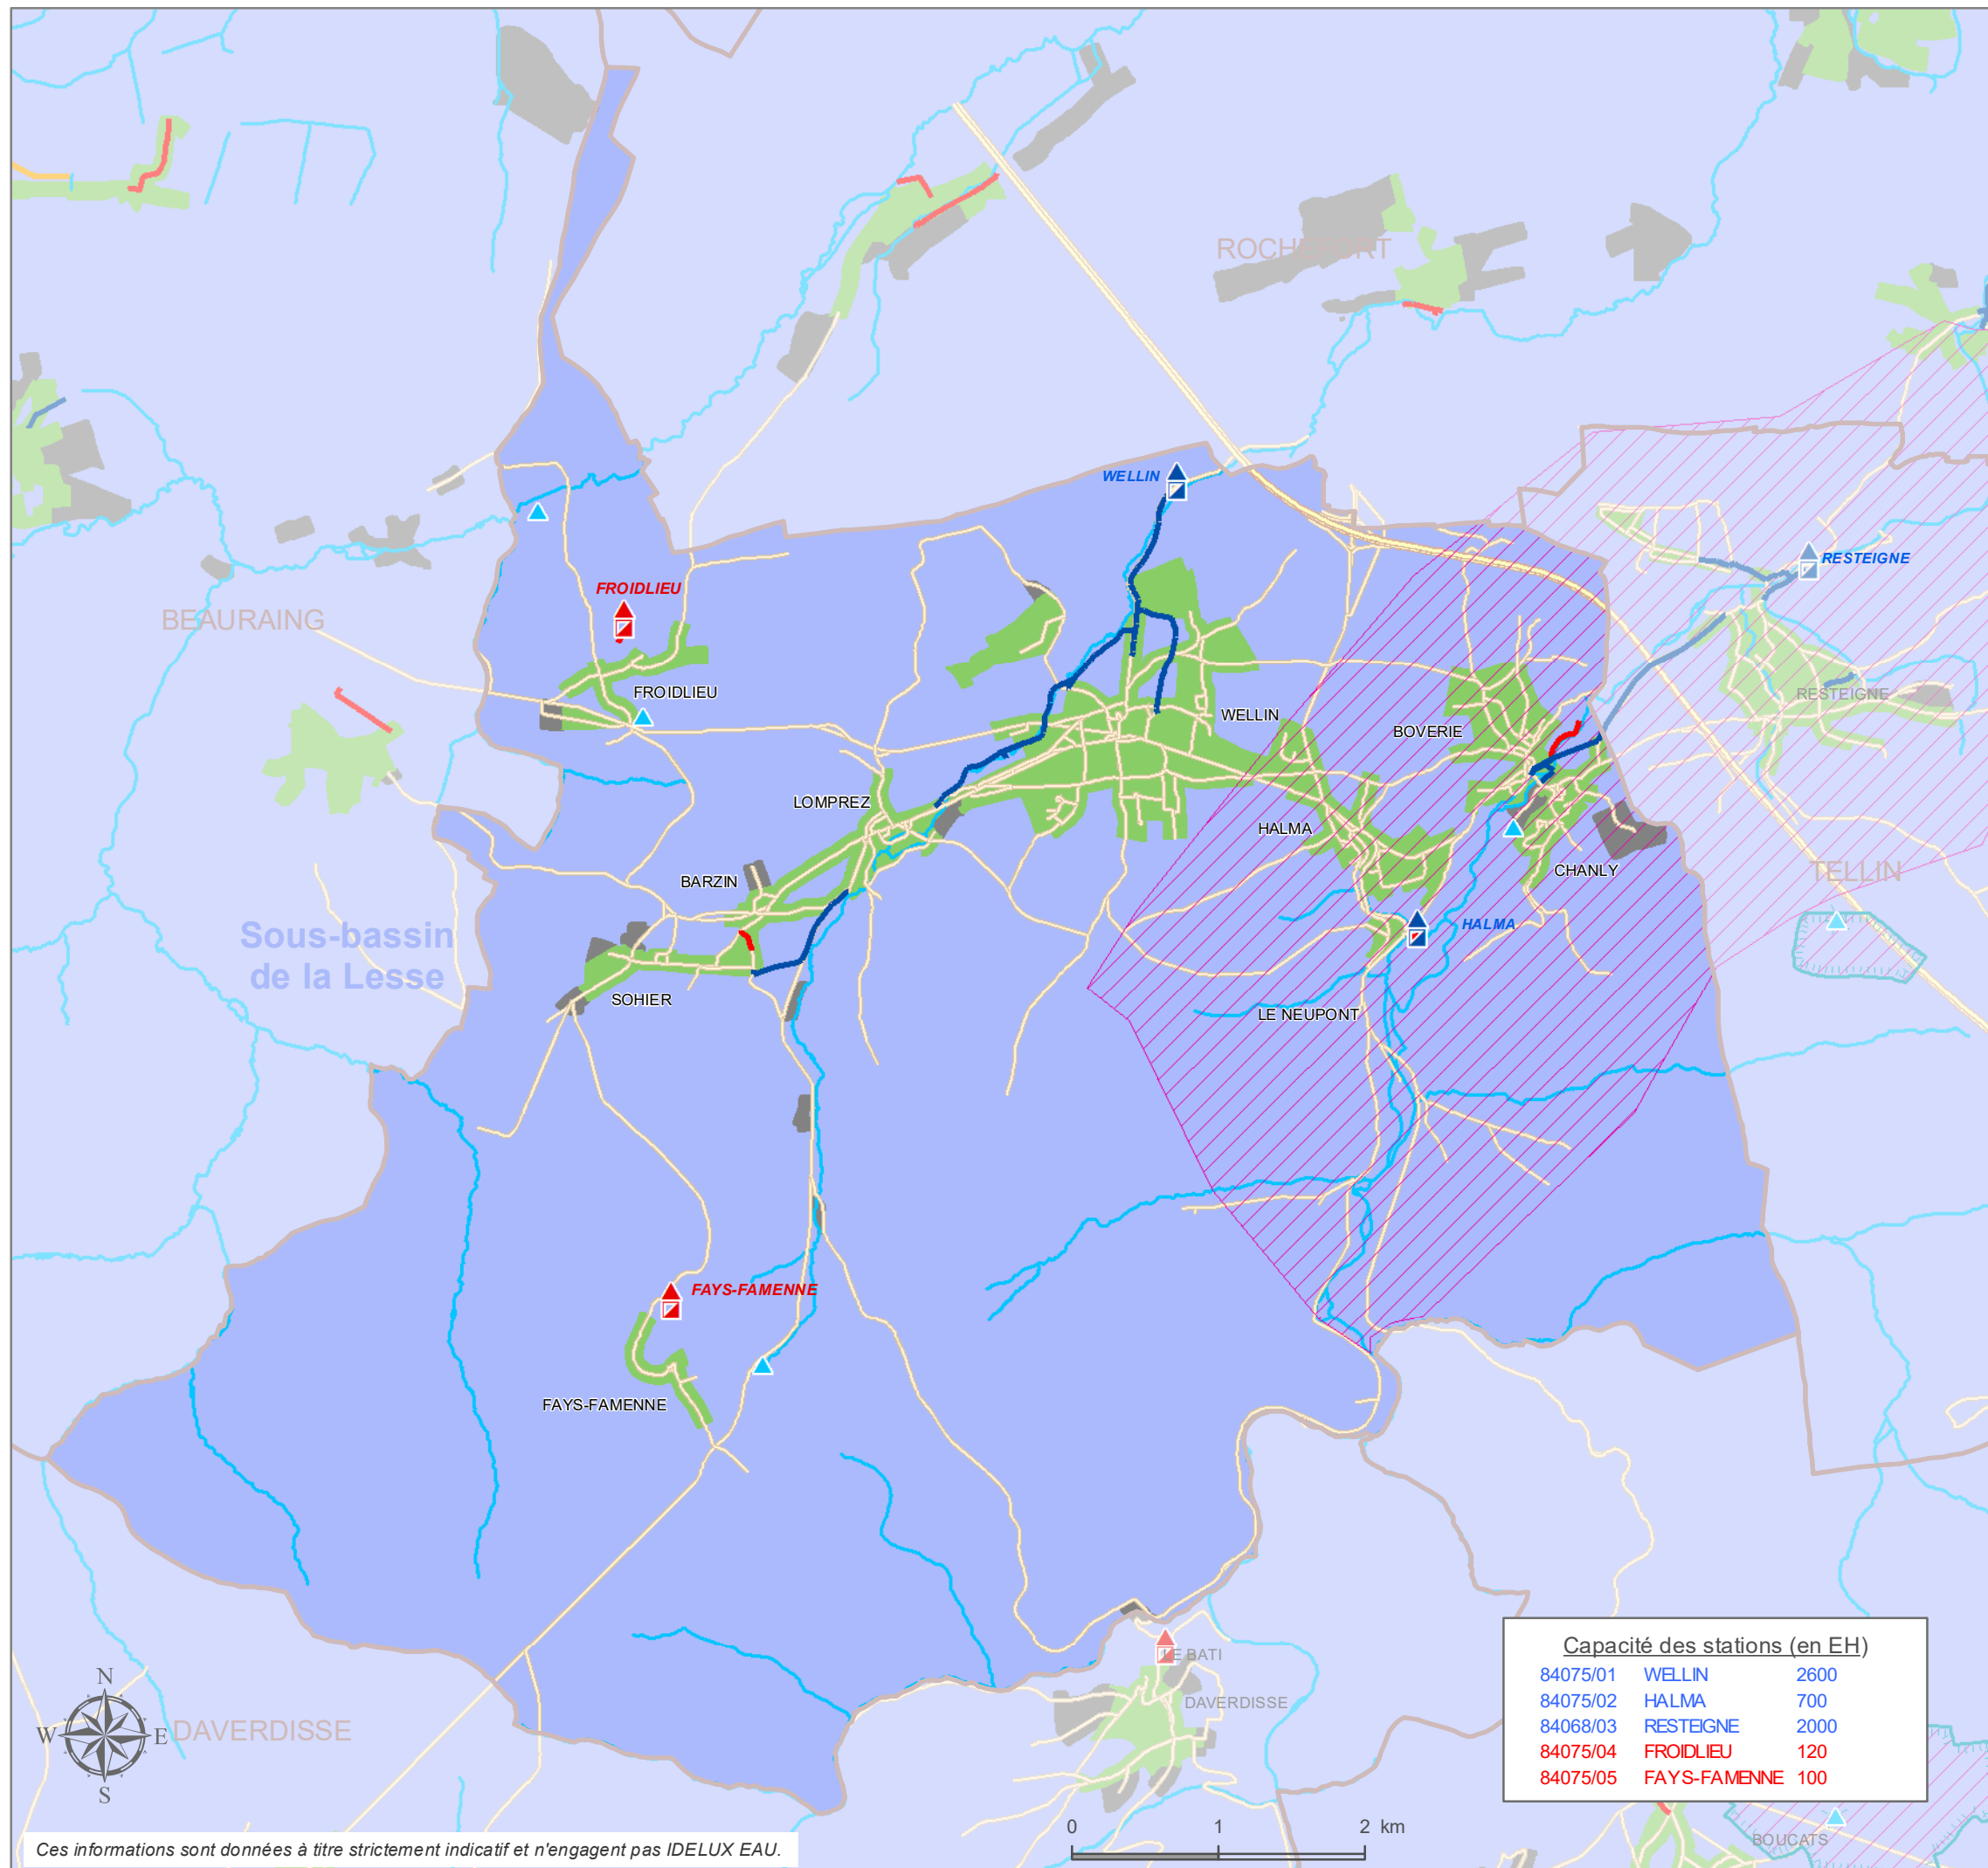 ROCHEFORT
WELLIN
RESTEIGNE
FROIDLIEU
BEAURAING
FROIDLIEU
RESTEIGNE
WELLIN
BOVERIE
LOMPREZ
HALMA
BARZIN
CHANLY
TELLIN
Sous-bassin
de la Lesse
HALMA
SOHIER
LE NEUPONT
FAYS-FAMENNE
FAYS-FAMENNE
LE BATI
DAVERDISSE
DAVERDISSE
N
W E
S
Capacité des stations (en EH)
84075/01 WELLIN 2600
84075/02 HALMA 700
84068/03 RESTEIGNE 2000
84075/04 FROIDLIEU 120
84075/05 FAYS-FAMENNE 100
0 1 2 km
BOUCATS
Ces informations sont données à titre strictement indicatif et n'engagent pas IDELUX EAU.